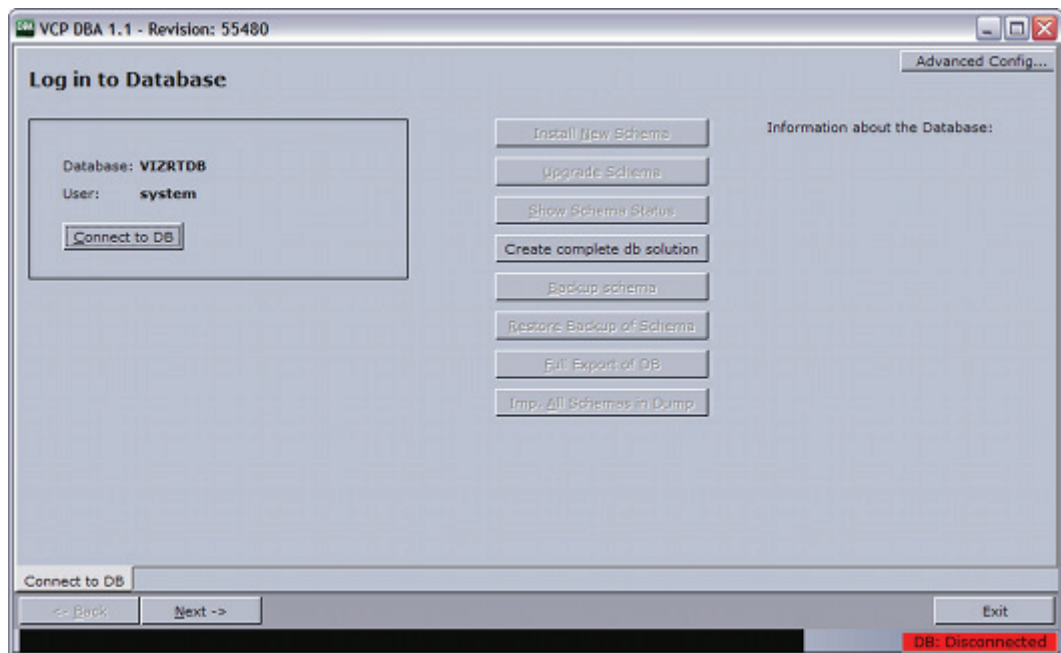 VCP DBA 1.1 - Revision: 55480
Advanced Config...
Log in to Database
Database: VIZRTDB
User: system
Connect to DB
Install New Schema
Upgrade Schema
Show Schema Status
Create complete db solution
Backup schema
Restore Backup of Schema
Full Export of DB
Imp. All Schemas in Dump
Information about the Database:
Connect to DB
<- Back
Next ->
Exit
DB: Disconnected